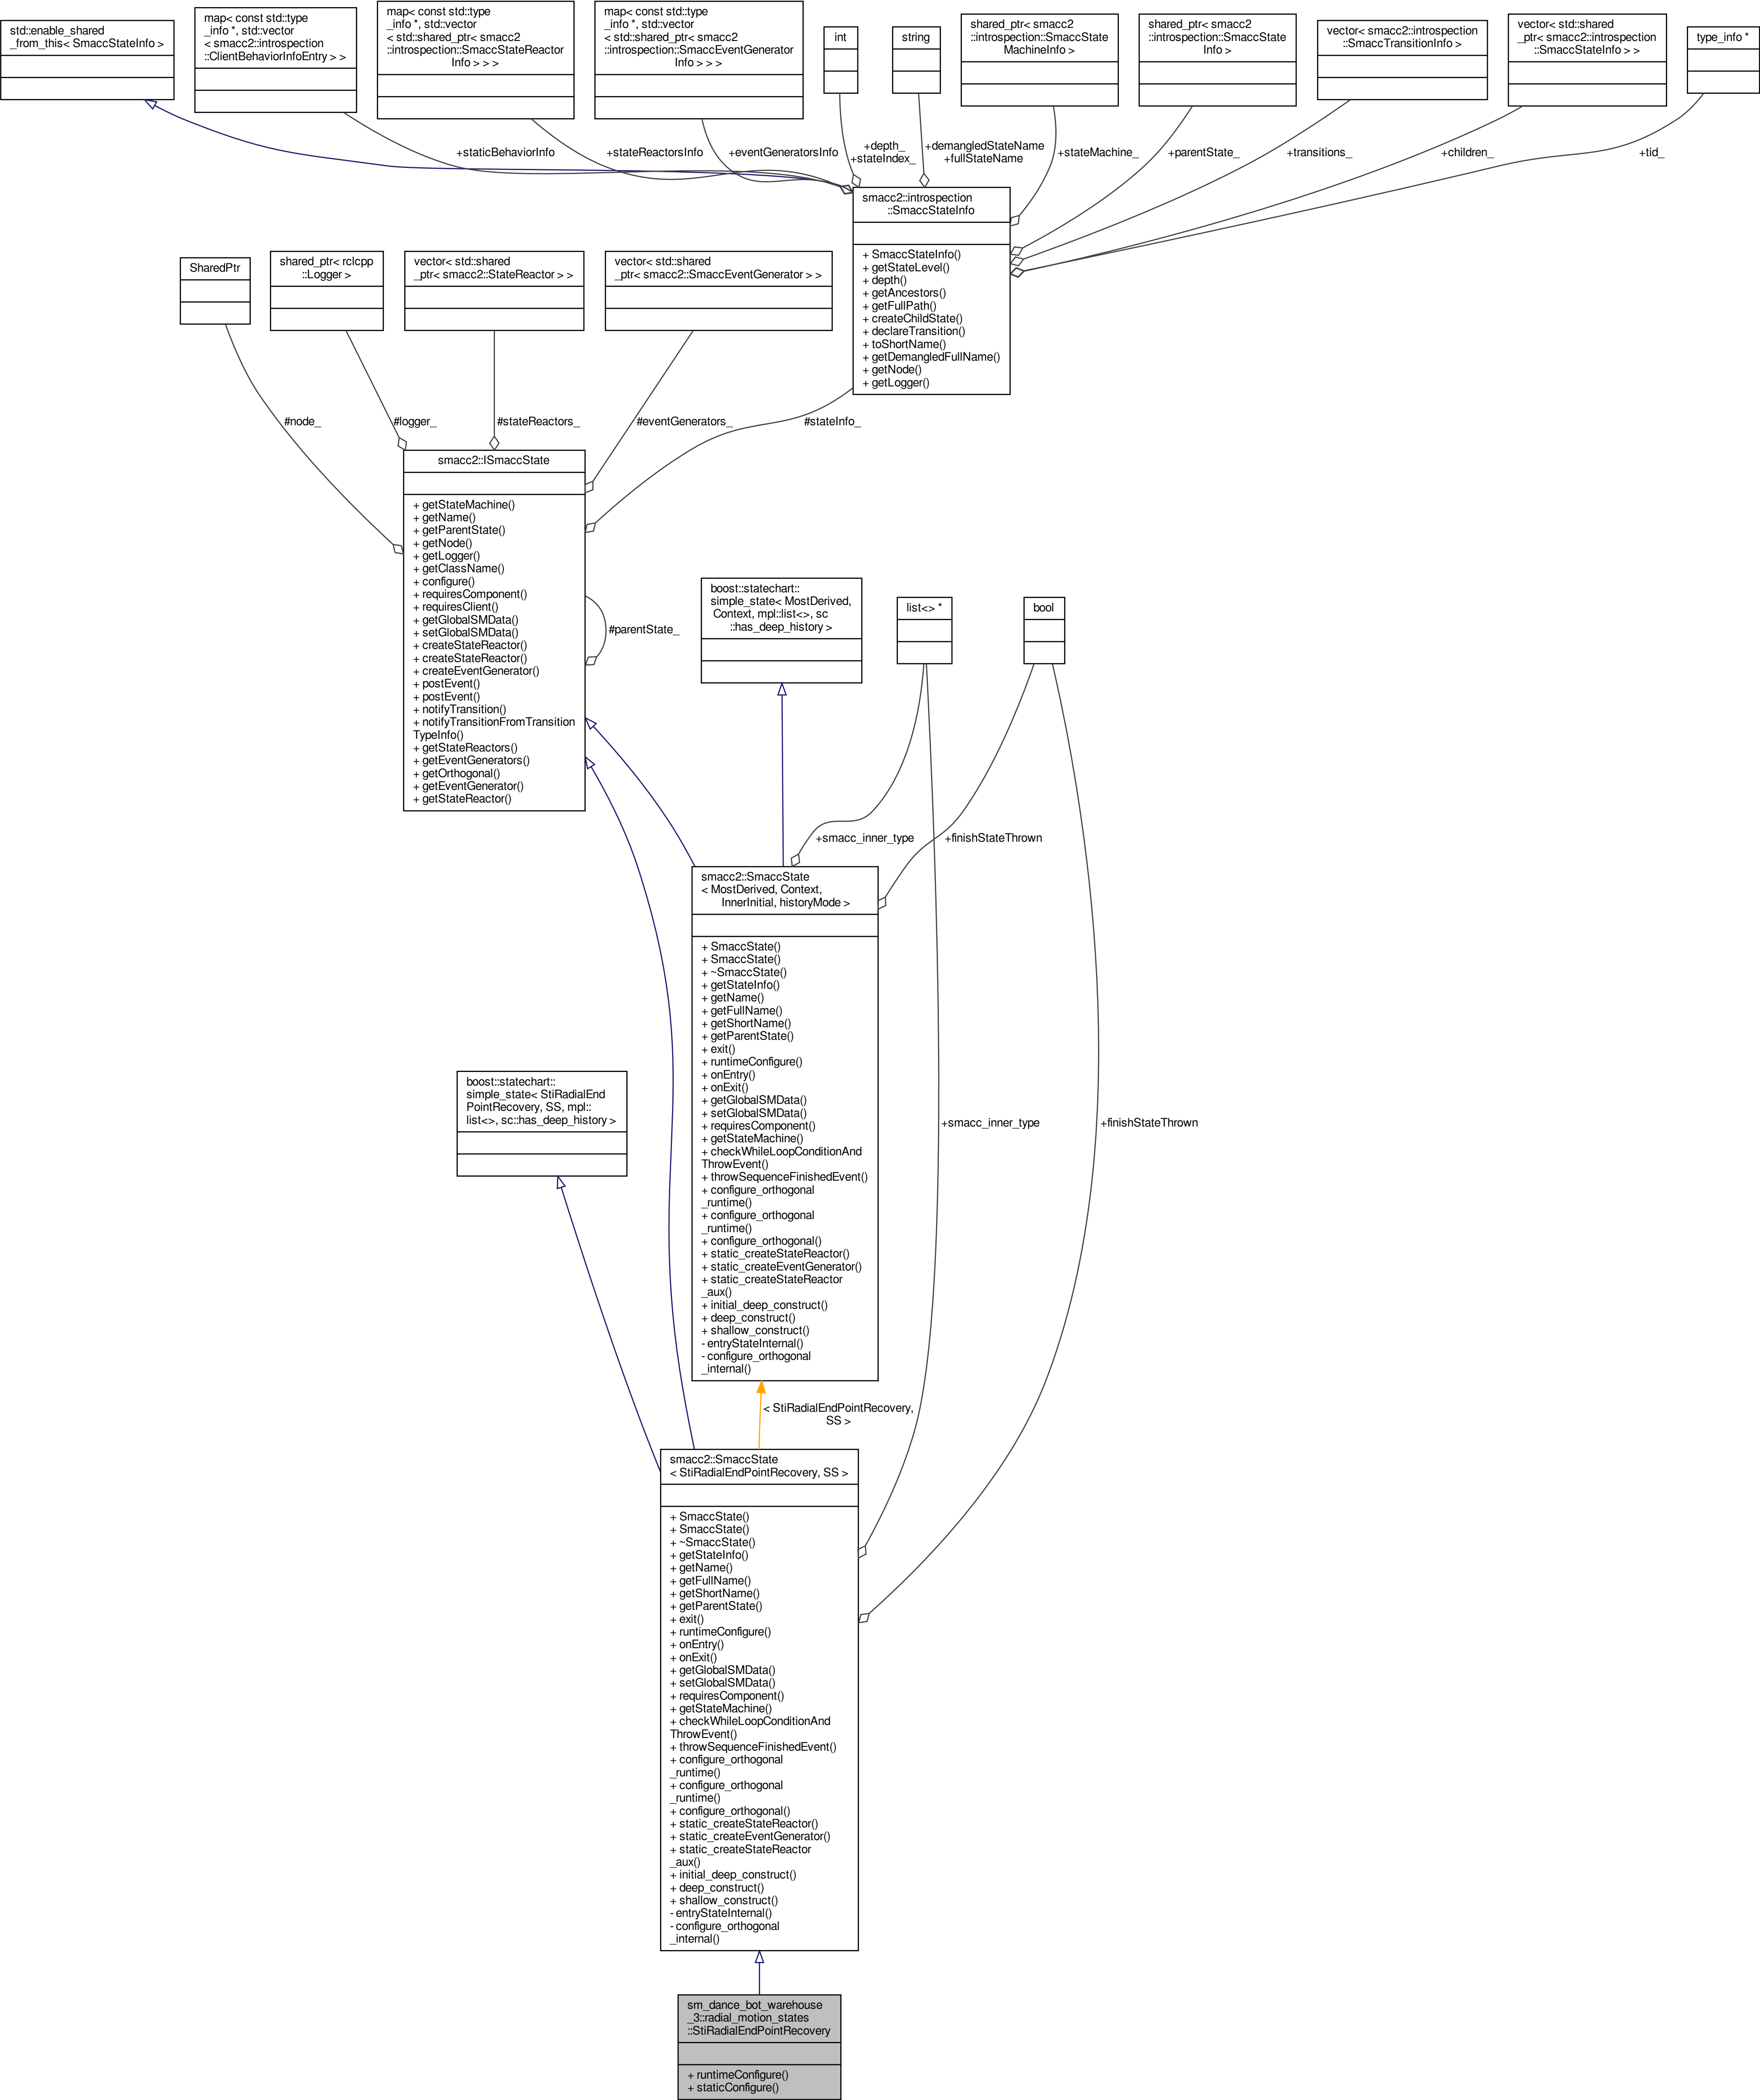 std::enable_shared
_from_this< SmaccStateInfo >
map< const std::type
_info *, std::vector
< smacc2::introspection
::ClientBehaviorInfoEntry > >
map< const std::type
_info *, std::vector
< std::shared_ptr< smacc2
::introspection::SmaccStateReactor
Info > > >
map< const std::type
_info *, std::vector
< std::shared_ptr< smacc2
::introspection::SmaccEventGenerator
Info > > >
int
string
shared_ptr< smacc2
::introspection::SmaccState
MachineInfo >
shared_ptr< smacc2
::introspection::SmaccState
Info >
vector< smacc2::introspection
::SmaccTransitionInfo >
vector< std::shared
_ptr< smacc2::introspection
::SmaccStateInfo > >
type_info *
+staticBehaviorInfo
+stateReactorsInfo
+eventGeneratorsInfo
+depth_
+stateIndex_
+demangledStateName
+fullStateName
+stateMachine_
+parentState_
+transitions_
+children_
+tid_
smacc2::introspection
::SmaccStateInfo
+ SmaccStateInfo()
+ getStateLevel()
+ depth()
+ getAncestors()
+ getFullPath()
+ createChildState()
+ declareTransition()
+ toShortName()
+ getDemangledFullName()
+ getNode()
+ getLogger()
SharedPtr
shared_ptr< rclcpp
::Logger >
vector< std::shared
_ptr< smacc2::StateReactor > >
vector< std::shared
_ptr< smacc2::SmaccEventGenerator > >
#node_
#logger_
#stateReactors_
#eventGenerators_
#stateInfo_
smacc2::ISmaccState
+ getStateMachine()
+ getName()
+ getParentState()
+ getNode()
+ getLogger()
+ getClassName()
+ configure()
+ requiresComponent()
+ requiresClient()
+ getGlobalSMData()
+ setGlobalSMData()
+ createStateReactor()
+ createStateReactor()
+ createEventGenerator()
+ postEvent()
+ postEvent()
+ notifyTransition()
+ notifyTransitionFromTransition
TypeInfo()
+ getStateReactors()
+ getEventGenerators()
+ getOrthogonal()
+ getEventGenerator()
+ getStateReactor()
#parentState_
boost::statechart::
simple_state< MostDerived,
Context, mpl::list<>, sc
::has_deep_history >
list<> *
bool
+smacc_inner_type
+finishStateThrown
smacc2::SmaccState
< MostDerived, Context,
InnerInitial, historyMode >
+ SmaccState()
+ SmaccState()
+ ~SmaccState()
+ getStateInfo()
+ getName()
+ getFullName()
+ getShortName()
+ getParentState()
+ exit()
+ runtimeConfigure()
+ onEntry()
+ onExit()
+ getGlobalSMData()
+ setGlobalSMData()
+ requiresComponent()
+ getStateMachine()
+ checkWhileLoopConditionAnd
ThrowEvent()
+ throwSequenceFinishedEvent()
+ configure_orthogonal
_runtime()
+ configure_orthogonal
_runtime()
+ configure_orthogonal()
+ static_createStateReactor()
+ static_createEventGenerator()
+ static_createStateReactor
_aux()
+ initial_deep_construct()
+ deep_construct()
+ shallow_construct()
- entryStateInternal()
- configure_orthogonal
_internal()
boost::statechart::
simple_state< StiRadialEnd
PointRecovery, SS, mpl::
list<>, sc::has_deep_history >
+smacc_inner_type
+finishStateThrown
< StiRadialEndPointRecovery,
SS >
smacc2::SmaccState
< StiRadialEndPointRecovery, SS >
+ SmaccState()
+ SmaccState()
+ ~SmaccState()
+ getStateInfo()
+ getName()
+ getFullName()
+ getShortName()
+ getParentState()
+ exit()
+ runtimeConfigure()
+ onEntry()
+ onExit()
+ getGlobalSMData()
+ setGlobalSMData()
+ requiresComponent()
+ getStateMachine()
+ checkWhileLoopConditionAnd
ThrowEvent()
+ throwSequenceFinishedEvent()
+ configure_orthogonal
_runtime()
+ configure_orthogonal
_runtime()
+ configure_orthogonal()
+ static_createStateReactor()
+ static_createEventGenerator()
+ static_createStateReactor
_aux()
+ initial_deep_construct()
+ deep_construct()
+ shallow_construct()
- entryStateInternal()
- configure_orthogonal
_internal()
sm_dance_bot_warehouse
_3::radial_motion_states
::StiRadialEndPointRecovery
+ runtimeConfigure()
+ staticConfigure()